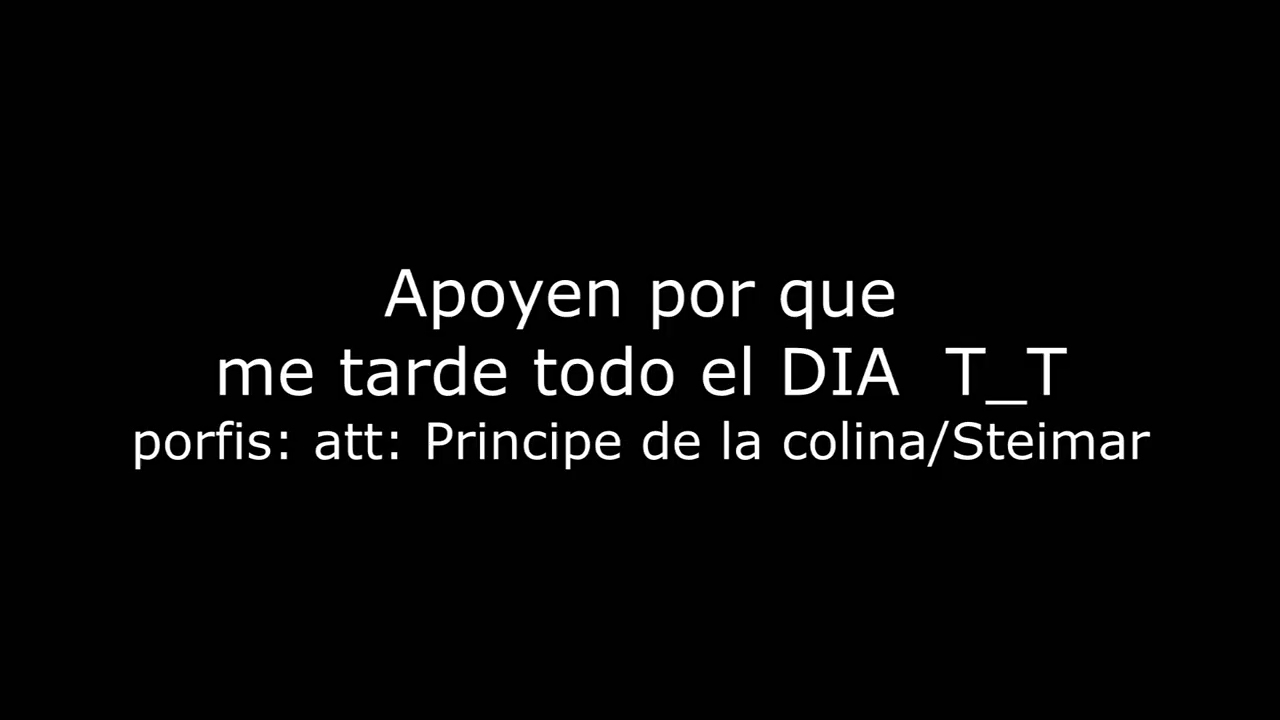 Apoyen por que
me tarde todo el DIA  T_T
porfis: att: Principe de la colina/Steimar